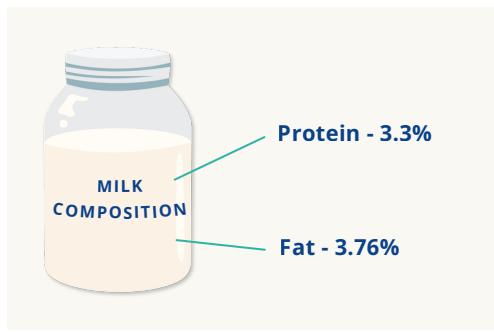 MILK
COMPOSITION
Protein - 3.3%
Fat - 3.76%